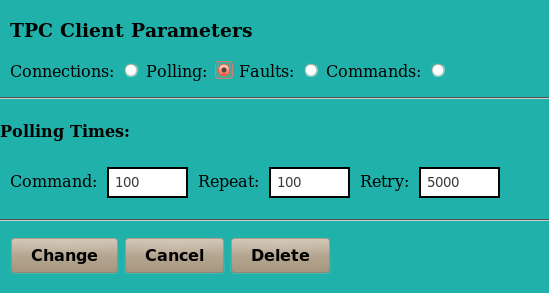 TPC Client Parameters
Connections: Polling: Faults: Commands:
Polling Times:
Command: 100 Repeat: 100 Retry: 5000
Change Cancel Delete